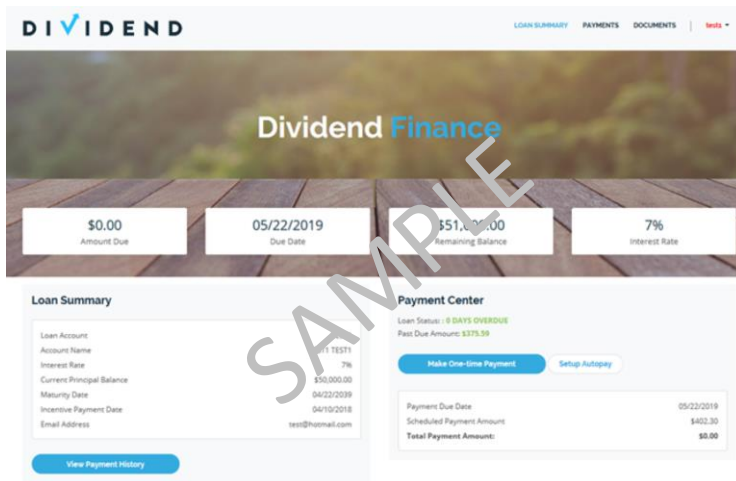 DIVIDEND
LOAN SUMMARY PAYMENTS DOCUMENTS | test1
Dividend Finance
$0.00
Amount Due
05/22/2019
Due Date
Remaining Balance
7%
Interest Rate
SAMPLE
Loan Summary
Loan Account
Account Name TEST1
Interest Rate 7%
Current Principal Balance $50,000.00
Maturity Date 04/22/2039
Incentive Payment Date 04/10/2018
Email Address test@hotmail.com
View Payment History
Payment Center
Loan Status: : 0 DAYS OVERDUE
Past Due Amount: $375.59
Make One-time Payment Setup Autopay
Payment Due Date 05/22/2019
Scheduled Payment Amount $402.30
Total Payment Amount: $0.00